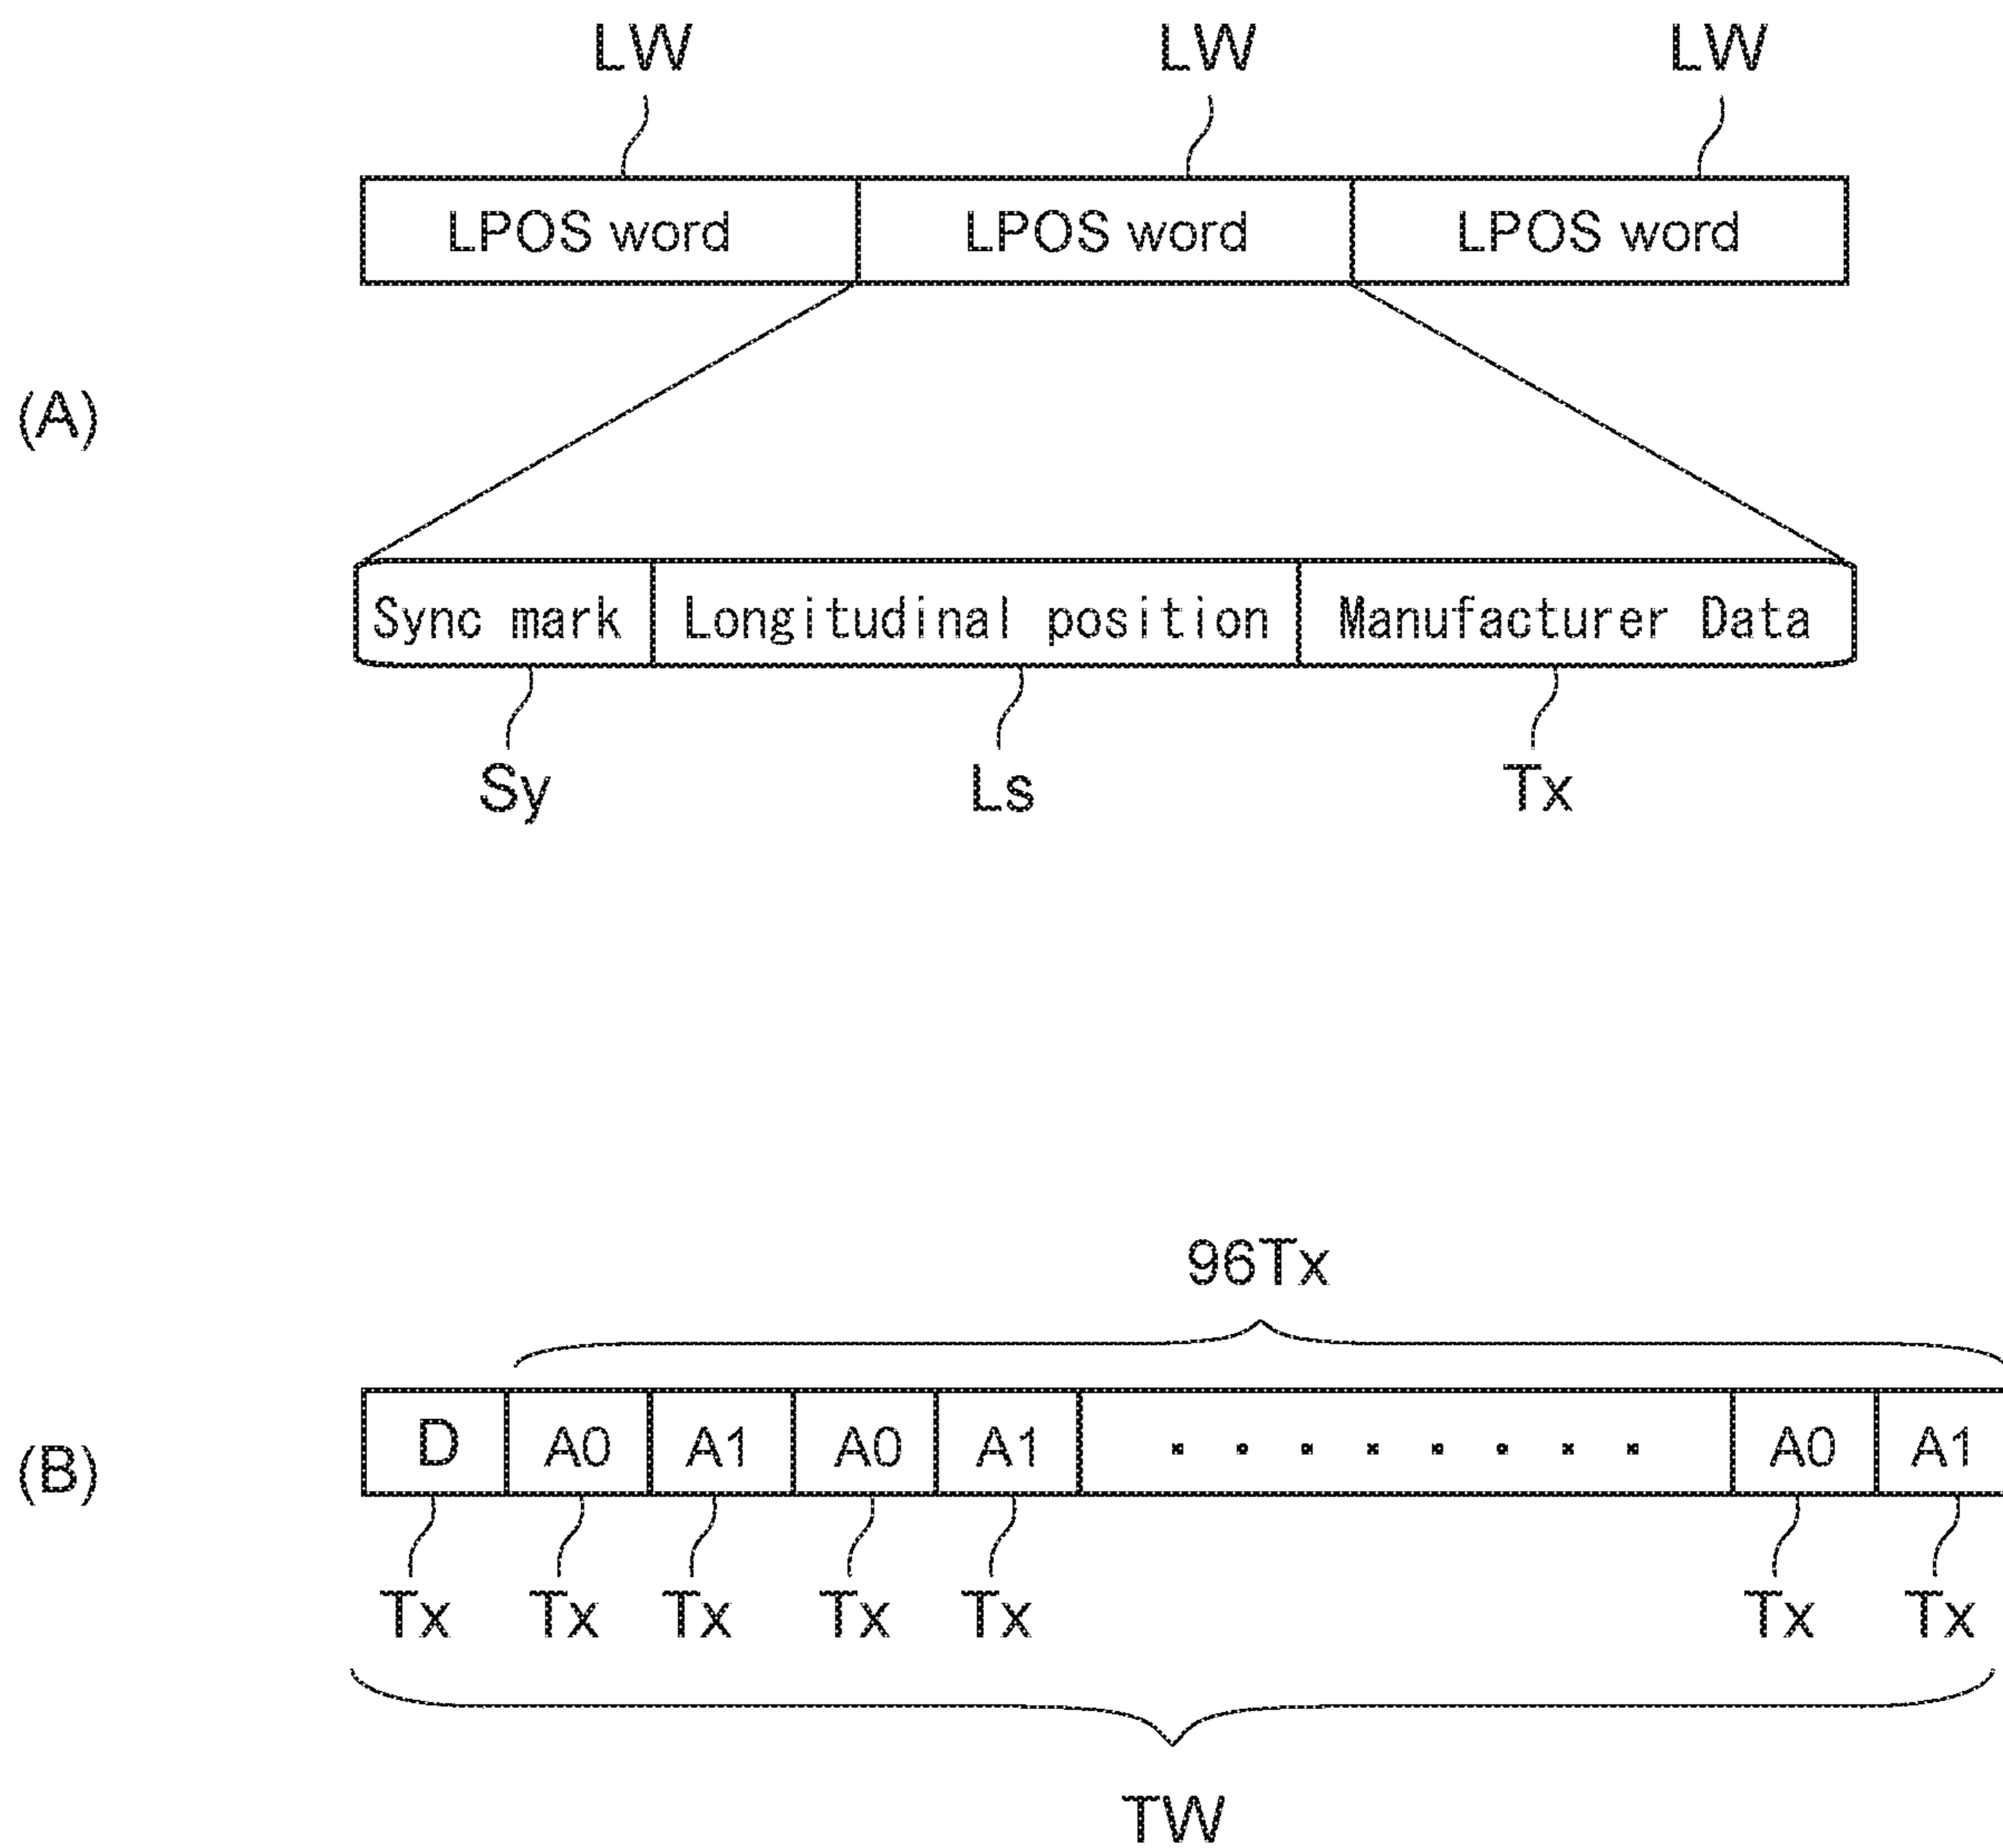 LW LW LW
LPOS word LPOS word LPOS word
(A)
Sync mark Longitudinal position Manufacturer Data
Sy Ls Tx
96Tx
(B) D A0 A1 A0 A1 · · · · · · · · A0 A1
Tx Tx Tx Tx Tx Tx Tx
TW